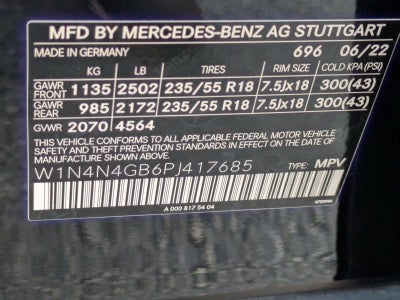 MFD BY MERCEDES-BENZ AG STUTTGART
696 06/22
KG LB TIRES RIM SIZE COLD KPA (PSI)
GAWR FRONT 1135 2502 235/55 R18 7.5Jx18 300(43)
GAWR REAR 985 2172 235/55 R18 7.5Jx18 300(43)
GVWR 2070 4564
THIS VEHICLE CONFORMS TO ALL APPLICABLE FEDERAL MOTOR VEHICLE
SAFETY AND THEFT PREVENTION STANDARDS IN EFFECT ON THE DATE OF
MANUFACTURE SHOWN ABOVE.
W1N4N4GB6PJ417685 TYPE: MPV
A 000 817 54 04